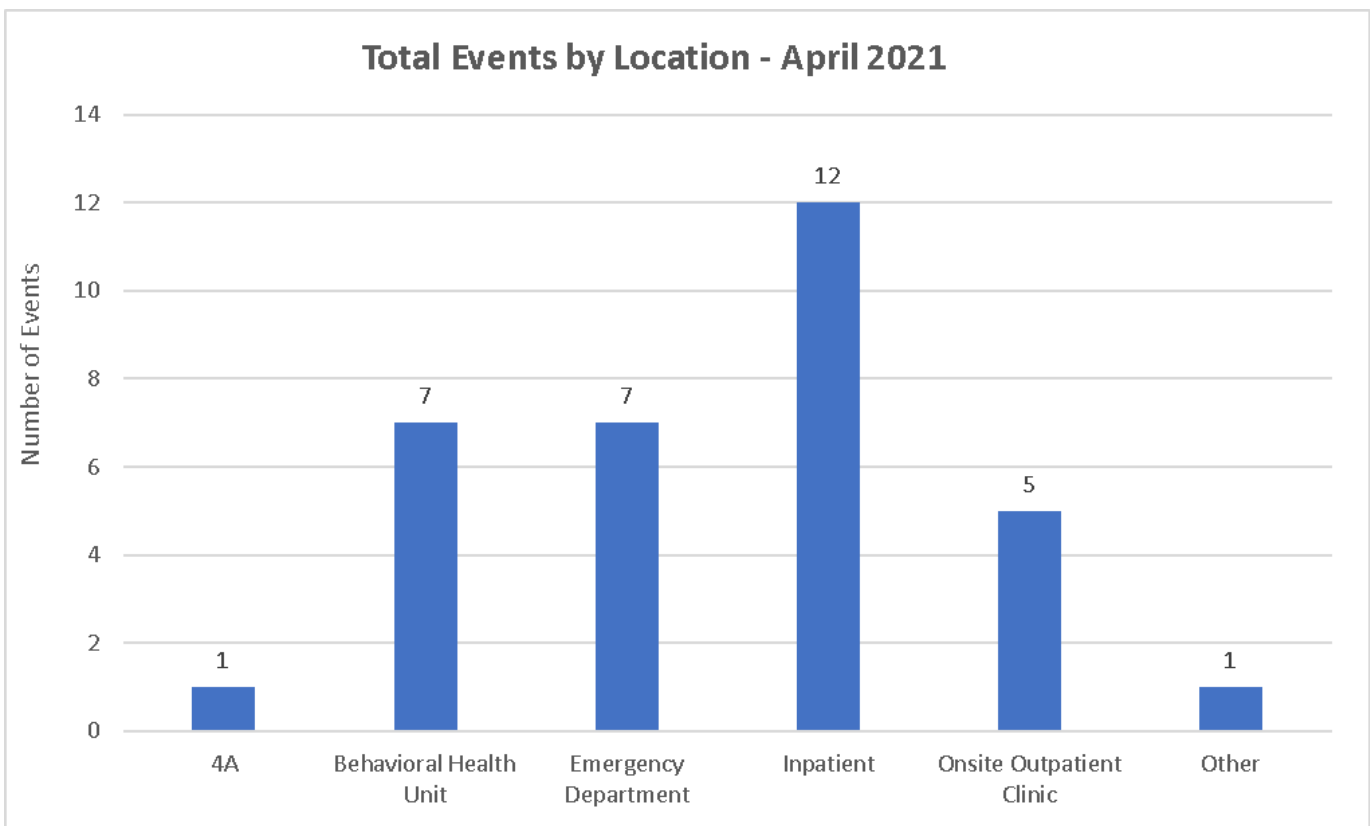 Total Events by Location - April 2021
Number of Events
14
12
10
8
6
4
2
0
1
7
7
12
5
1
4A
Behavioral Health
Unit
Emergency
Department
Inpatient
Onsite Outpatient
Clinic
Other